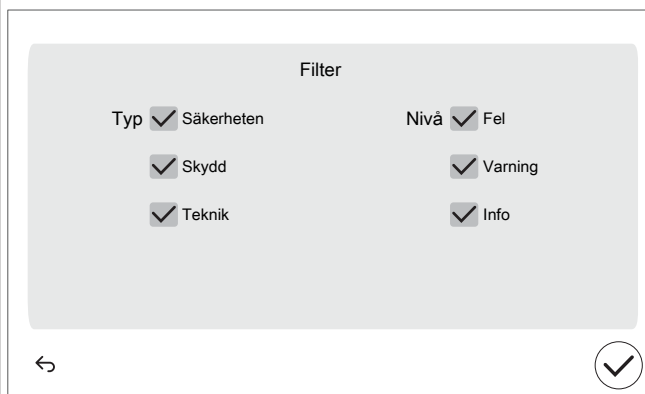 Filter
Typ Säkerheten Nivå Fel
Skydd Varning
Teknik Info